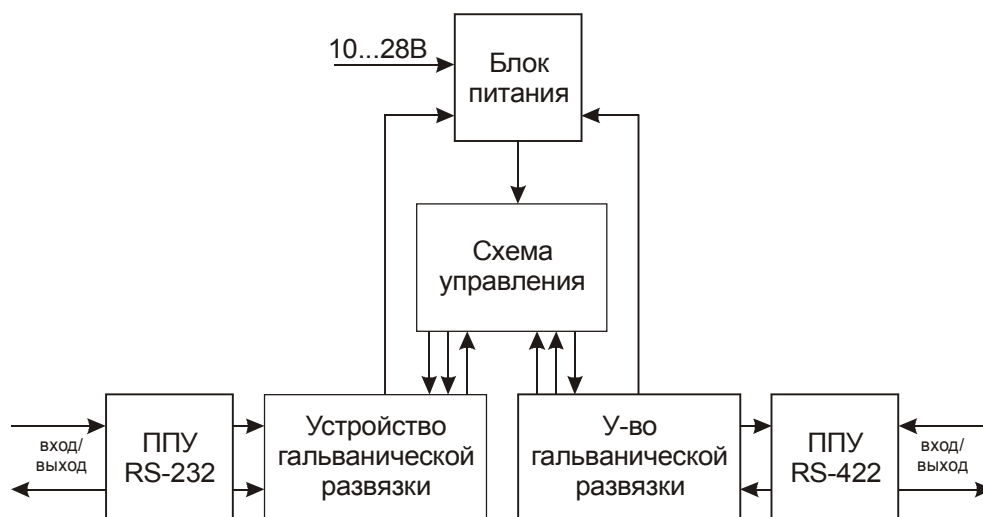 10...28В
Блок
питания
Схема
управления
вход/
выход
ППУ
RS-232
Устройство
гальванической
развязки
У-во
гальванической
развязки
ППУ
RS-422
вход/
выход